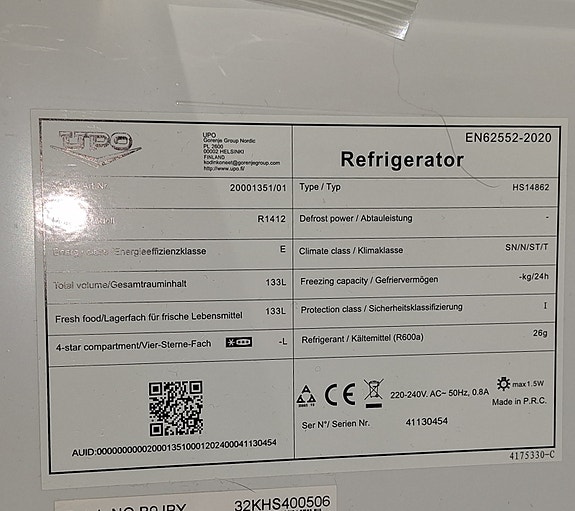 UPO
UPO
Gorenje Group Nordic
PL 2600
00002 HELSINKI
FINLAND
kodinkoneet@gorenjegroup.com
http://www.upo.fi
Nr. 20001351/01
R1412
/Energieeffizienzklasse E
Total volume/Gesamtrauminhalt 133L
Fresh food/Lagerfach für frische Lebensmittel 133L
4-star compartment/Vier-Sterne-Fach -L
AUID:00000000000200013510001202400041130454
EN62552-2020
Refrigerator
Type / Typ HS14862
Defrost power / Abtauleistung -
Climate class / Klimaklasse SN/N/ST/T
Freezing capacity / Gefriervermögen -kg/24h
Protection class / Sicherheitsklassifizierung I
Refrigerant / Kältemittel (R600a) 26g
CE 220-240V. AC~ 50Hz, 0.8A
max1.5W
Made in P.R.C.
Ser N°/ Serien Nr. 41130454
4175330-C
32KHS400506